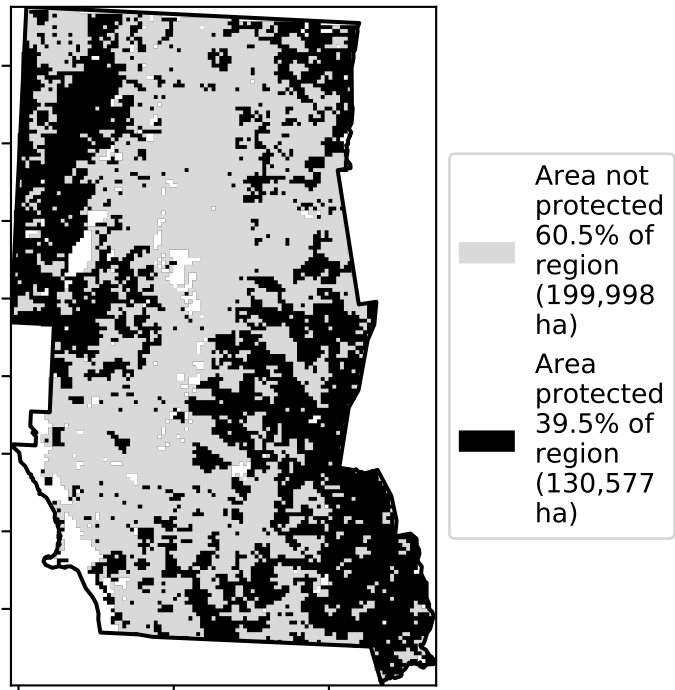 Area not
protected
60.5% of
region
(199,998
ha)
Area
protected
39.5% of
region
(130,577
ha)